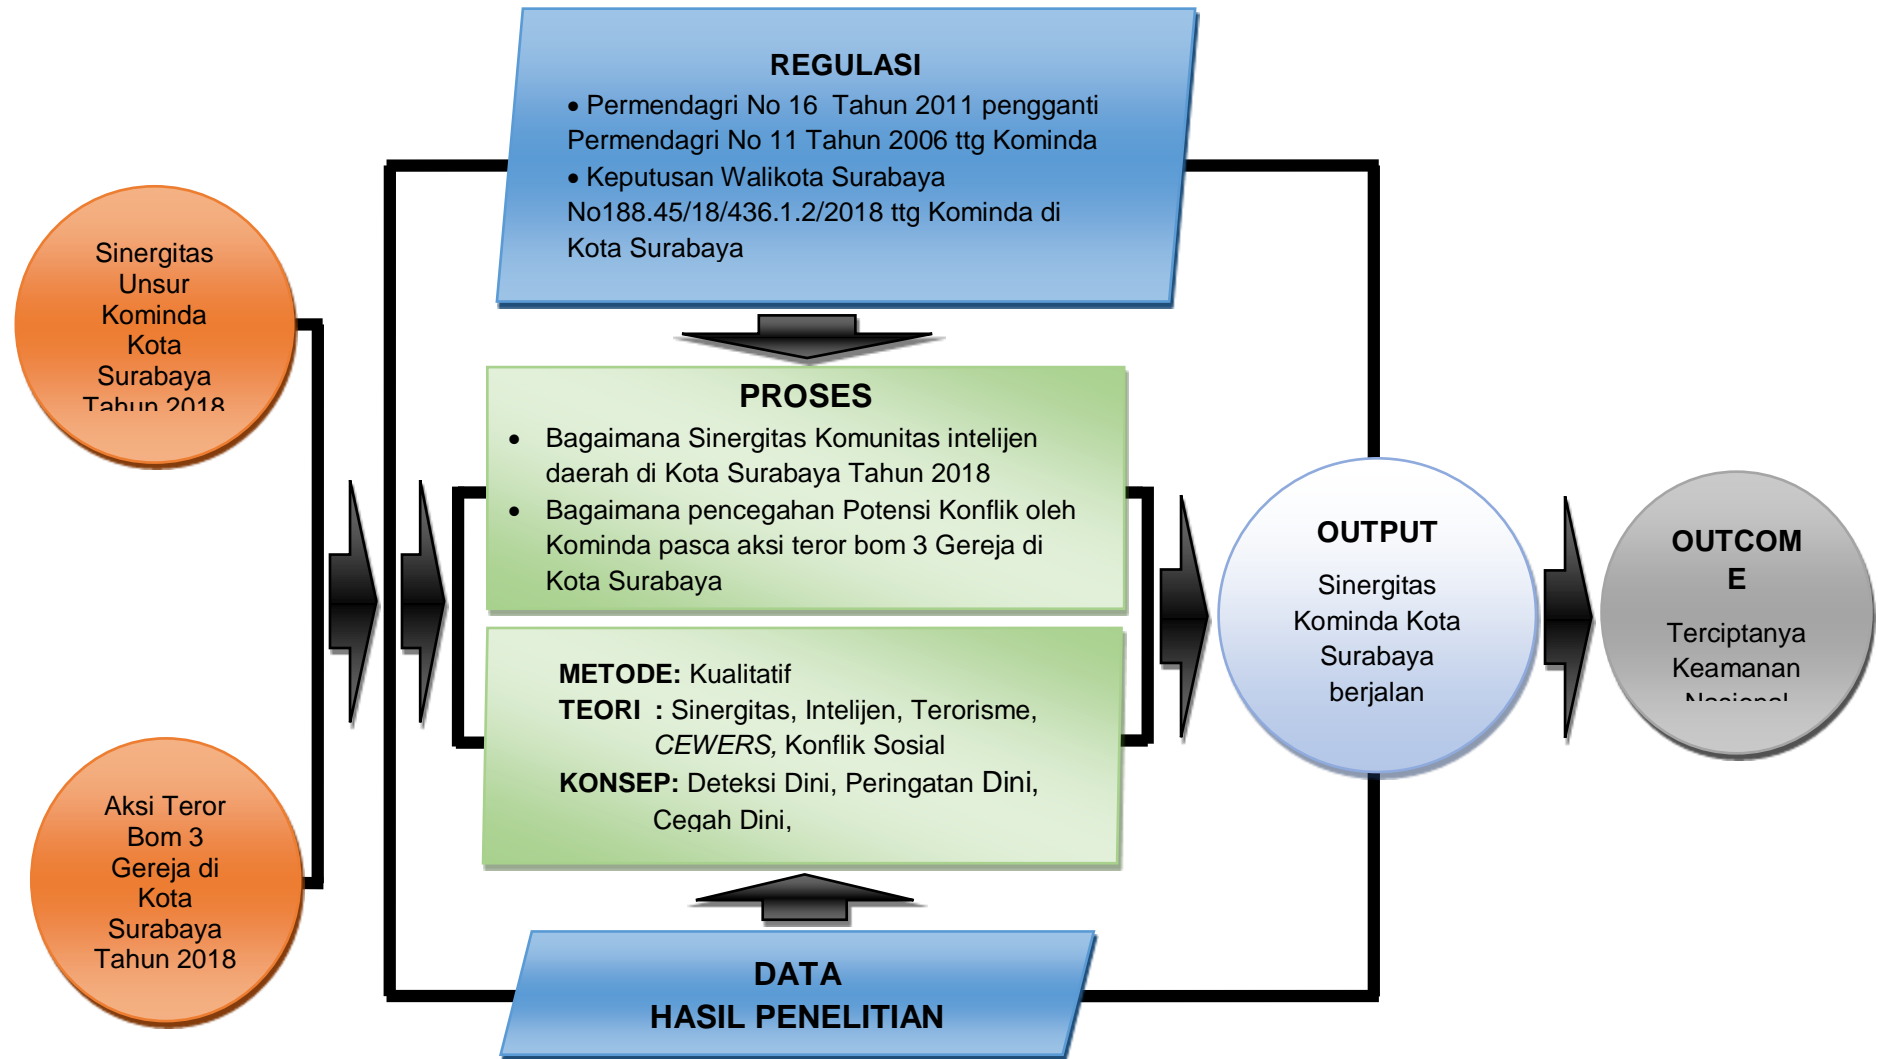 REGULASI
• Permendagri No 16 Tahun 2011 pengganti
Permendagri No 11 Tahun 2006 ttg Kominda
• Keputusan Walikota Surabaya
No188.45/18/436.1.2/2018 ttg Kominda di
Kota Surabaya
Sinergitas
Unsur
Kominda
Kota
Surabaya
Tahun 2018
PROSES
• Bagaimana Sinergitas Komunitas intelijen
daerah di Kota Surabaya Tahun 2018
• Bagaimana pencegahan Potensi Konflik oleh
Kominda pasca aksi teror bom 3 Gereja di
Kota Surabaya
METODE: Kualitatif
TEORI : Sinergitas, Intelijen, Terorisme,
CEWERS, Konflik Sosial
KONSEP: Deteksi Dini, Peringatan Dini,
Cegah Dini,
Aksi Teror
Bom 3
Gereja di
Kota
Surabaya
Tahun 2018
DATA
HASIL PENELITIAN
OUTPUT
Sinergitas
Kominda Kota
Surabaya
berjalan
OUTCOM
E
Terciptanya
Keamanan
Nasional